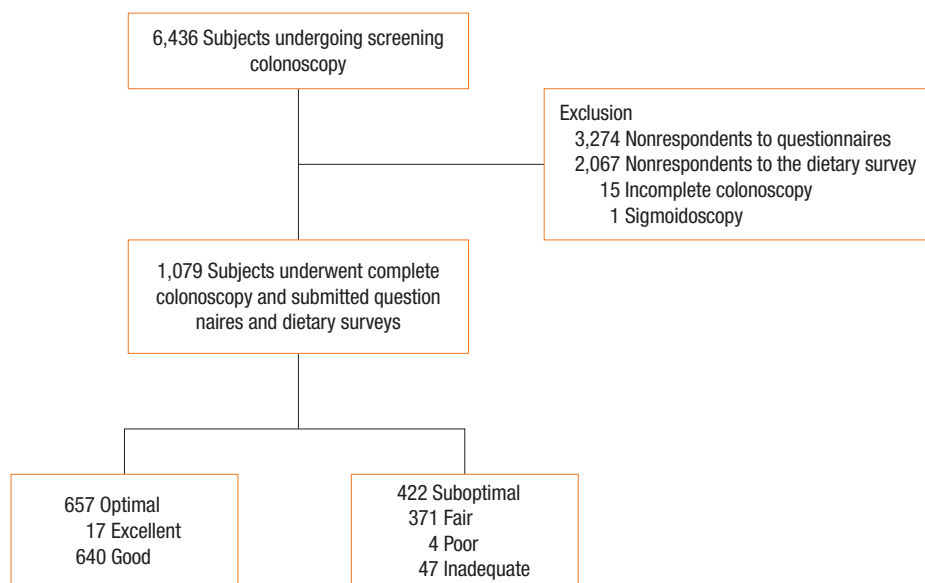 6,436 Subjects undergoing screening
colonoscopy
Exclusion
3,274 Nonrespondents to questionnaires
2,067 Nonrespondents to the dietary survey
15 Incomplete colonoscopy
1 Sigmoidoscopy
1,079 Subjects underwent complete
colonoscopy and submitted question
naires and dietary surveys
657 Optimal
17 Excellent
640 Good
422 Suboptimal
371 Fair
4 Poor
47 Inadequate